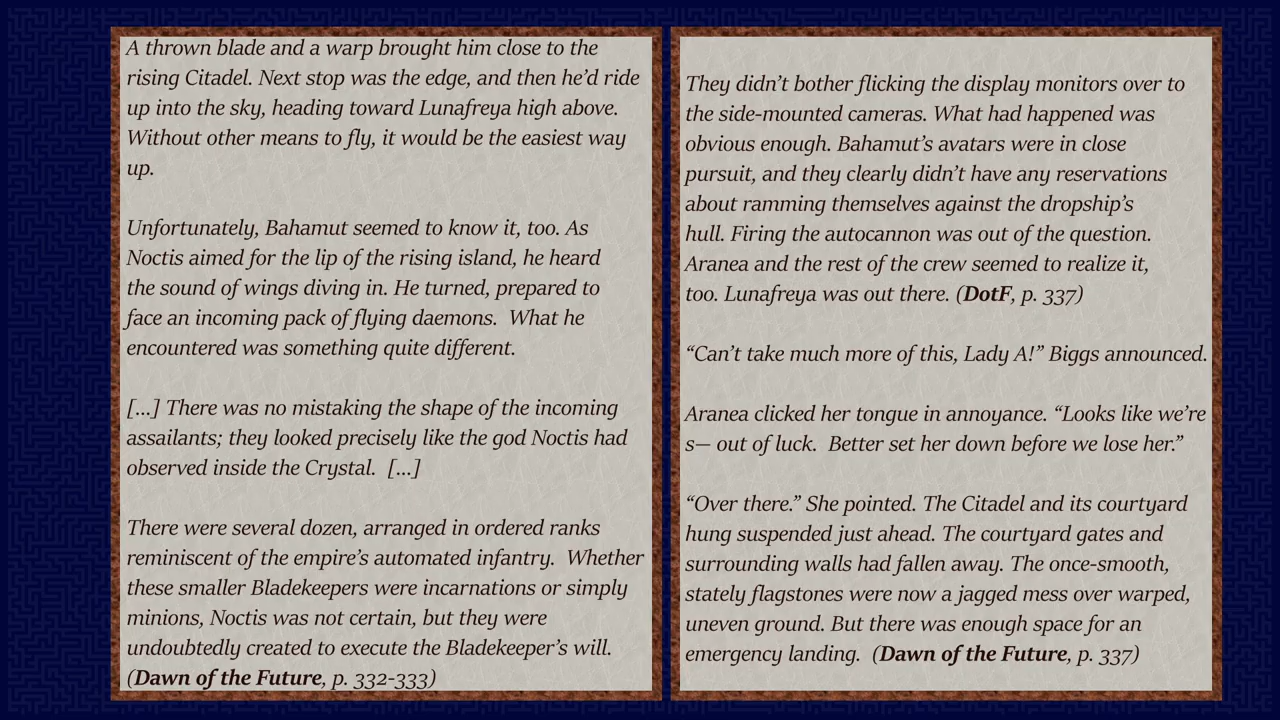 A thrown blade and a warp brought him close to the
rising Citadel. Next stop was the edge, and then he’d ride
up into the sky, heading toward Lunafreya high above.
Without other means to fly, it would be the easiest way
up.
Unfortunately, Bahamut seemed to know it, too. As
Noctis aimed for the lip of the rising island, he heard
the sound of wings diving in. He turned, prepared to
face an incoming pack of flying daemons. What he
encountered was something quite different.
[...] There was no mistaking the shape of the incoming
assailants; they looked precisely like the god Noctis had
observed inside the Crystal. [...]
There were several dozen, arranged in ordered ranks
reminiscent of the empire’s automated infantry. Whether
these smaller Bladekeepers were incarnations or simply
minions, Noctis was not certain, but they were
undoubtedly created to execute the Bladekeeper’s will.
(Dawn of the Future, p. 332-333)
They didn’t bother flicking the display monitors over to
the side-mounted cameras. What had happened was
obvious enough. Bahamut’s avatars were in close
pursuit, and they clearly didn’t have any reservations
about ramming themselves against the dropship’s
hull. Firing the autocannon was out of the question.
Aranea and the rest of the crew seemed to realize it,
too. Lunafreya was out there. (DotF, p. 337)
“Can’t take much more of this, Lady A!” Biggs announced.
Aranea clicked her tongue in annoyance. “Looks like we’re
s— out of luck. Better set her down before we lose her.”
“Over there.” She pointed. The Citadel and its courtyard
hung suspended just ahead. The courtyard gates and
surrounding walls had fallen away. The once-smooth,
stately flagstones were now a jagged mess over warped,
uneven ground. But there was enough space for an
emergency landing. (Dawn of the Future, p. 337)